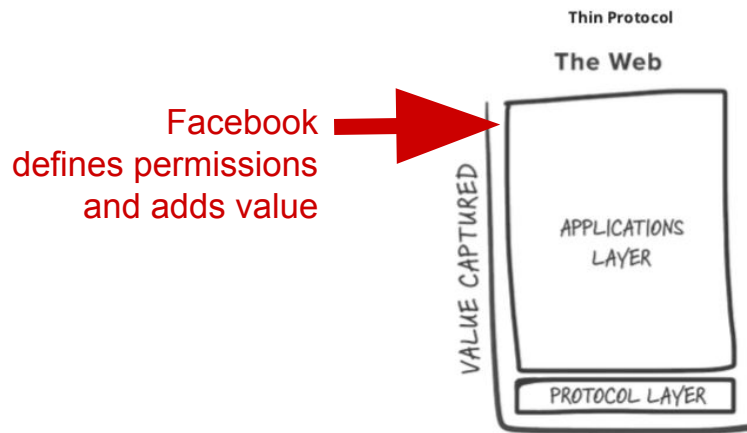 Thin Protocol
The Web
Facebook
defines permissions
and adds value
VALUE CAPTURED
APPLICATIONS
LAYER
PROTOCOL LAYER